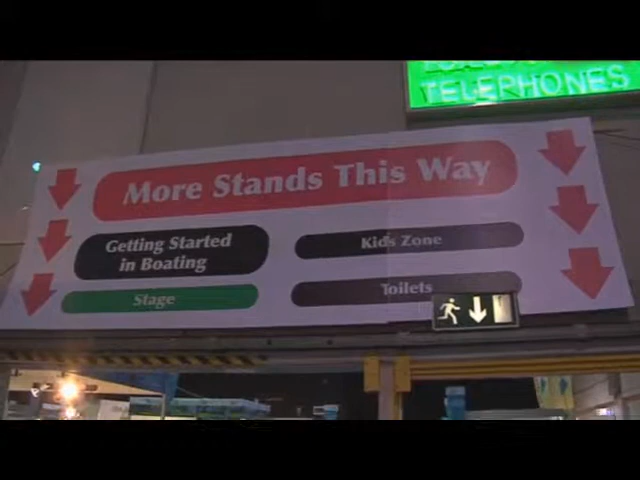 TELEPHONES
More Stands This Way
Getting Started
in Boating
Kids Zone
Stage
Toilets